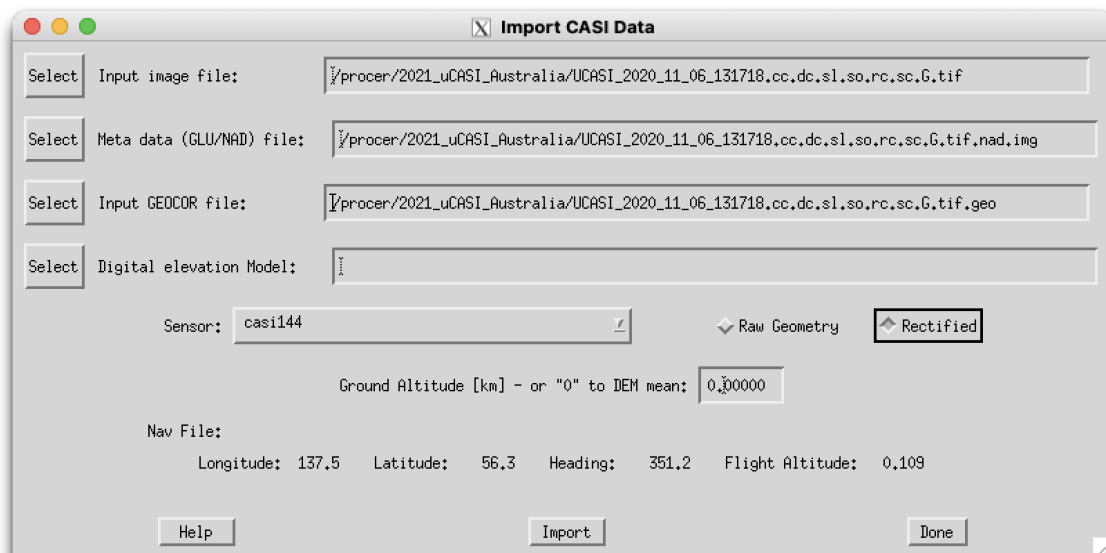 Import CASI Data
Select Input image file: /procer/2021_uCASI_Australia/UCASI_2020_11_06_131718.cc.dc.sl.so.rc.sc.G.tif
Select Meta data (GLU/NAD) file: /procer/2021_uCASI_Australia/UCASI_2020_11_06_131718.cc.dc.sl.so.rc.sc.G.tif.nad.img
Select Input GEOCOR file: /procer/2021_uCASI_Australia/UCASI_2020_11_06_131718.cc.dc.sl.so.rc.sc.G.tif.geo
Select Digital elevation Model:
Sensor: casi144 Raw Geometry Rectified
Ground Altitude [km] - or "0" to DEM mean: 0.00000
Nav File:
Longitude: 137.5 Latitude: 56.3 Heading: 351.2 Flight Altitude: 0.109
Help Import Done